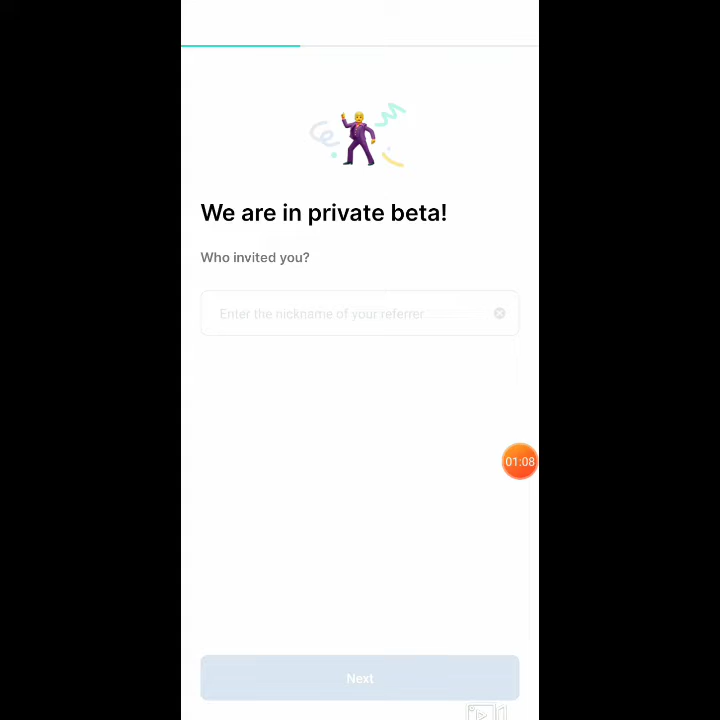 We are in private beta!
Who invited you?
Enter the nickname of your referrer
01:08
Next